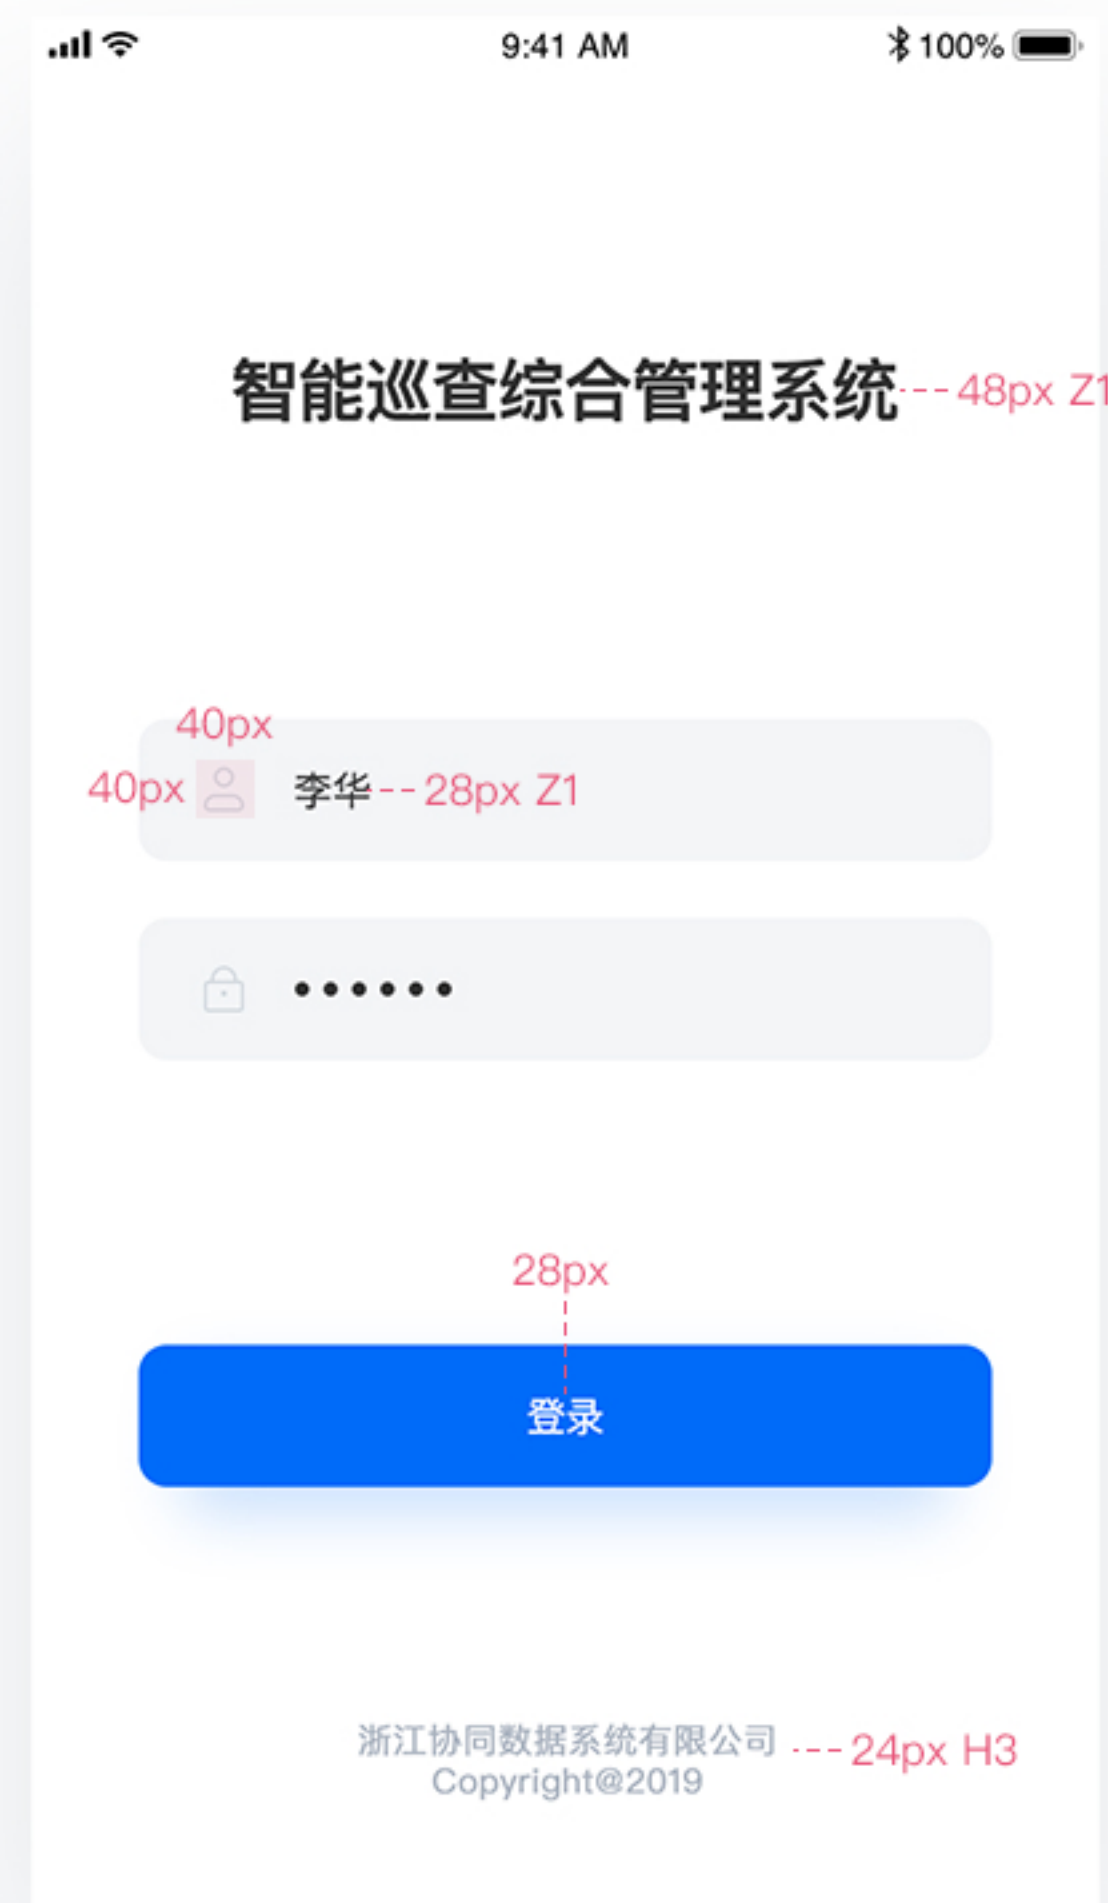 9:41 AM 100%
智能巡查综合管理系统 48px Z1
40px
40px 李华 28px Z1
••••••
28px
登录
浙江协同数据系统有限公司 24px H3
Copyright@2019